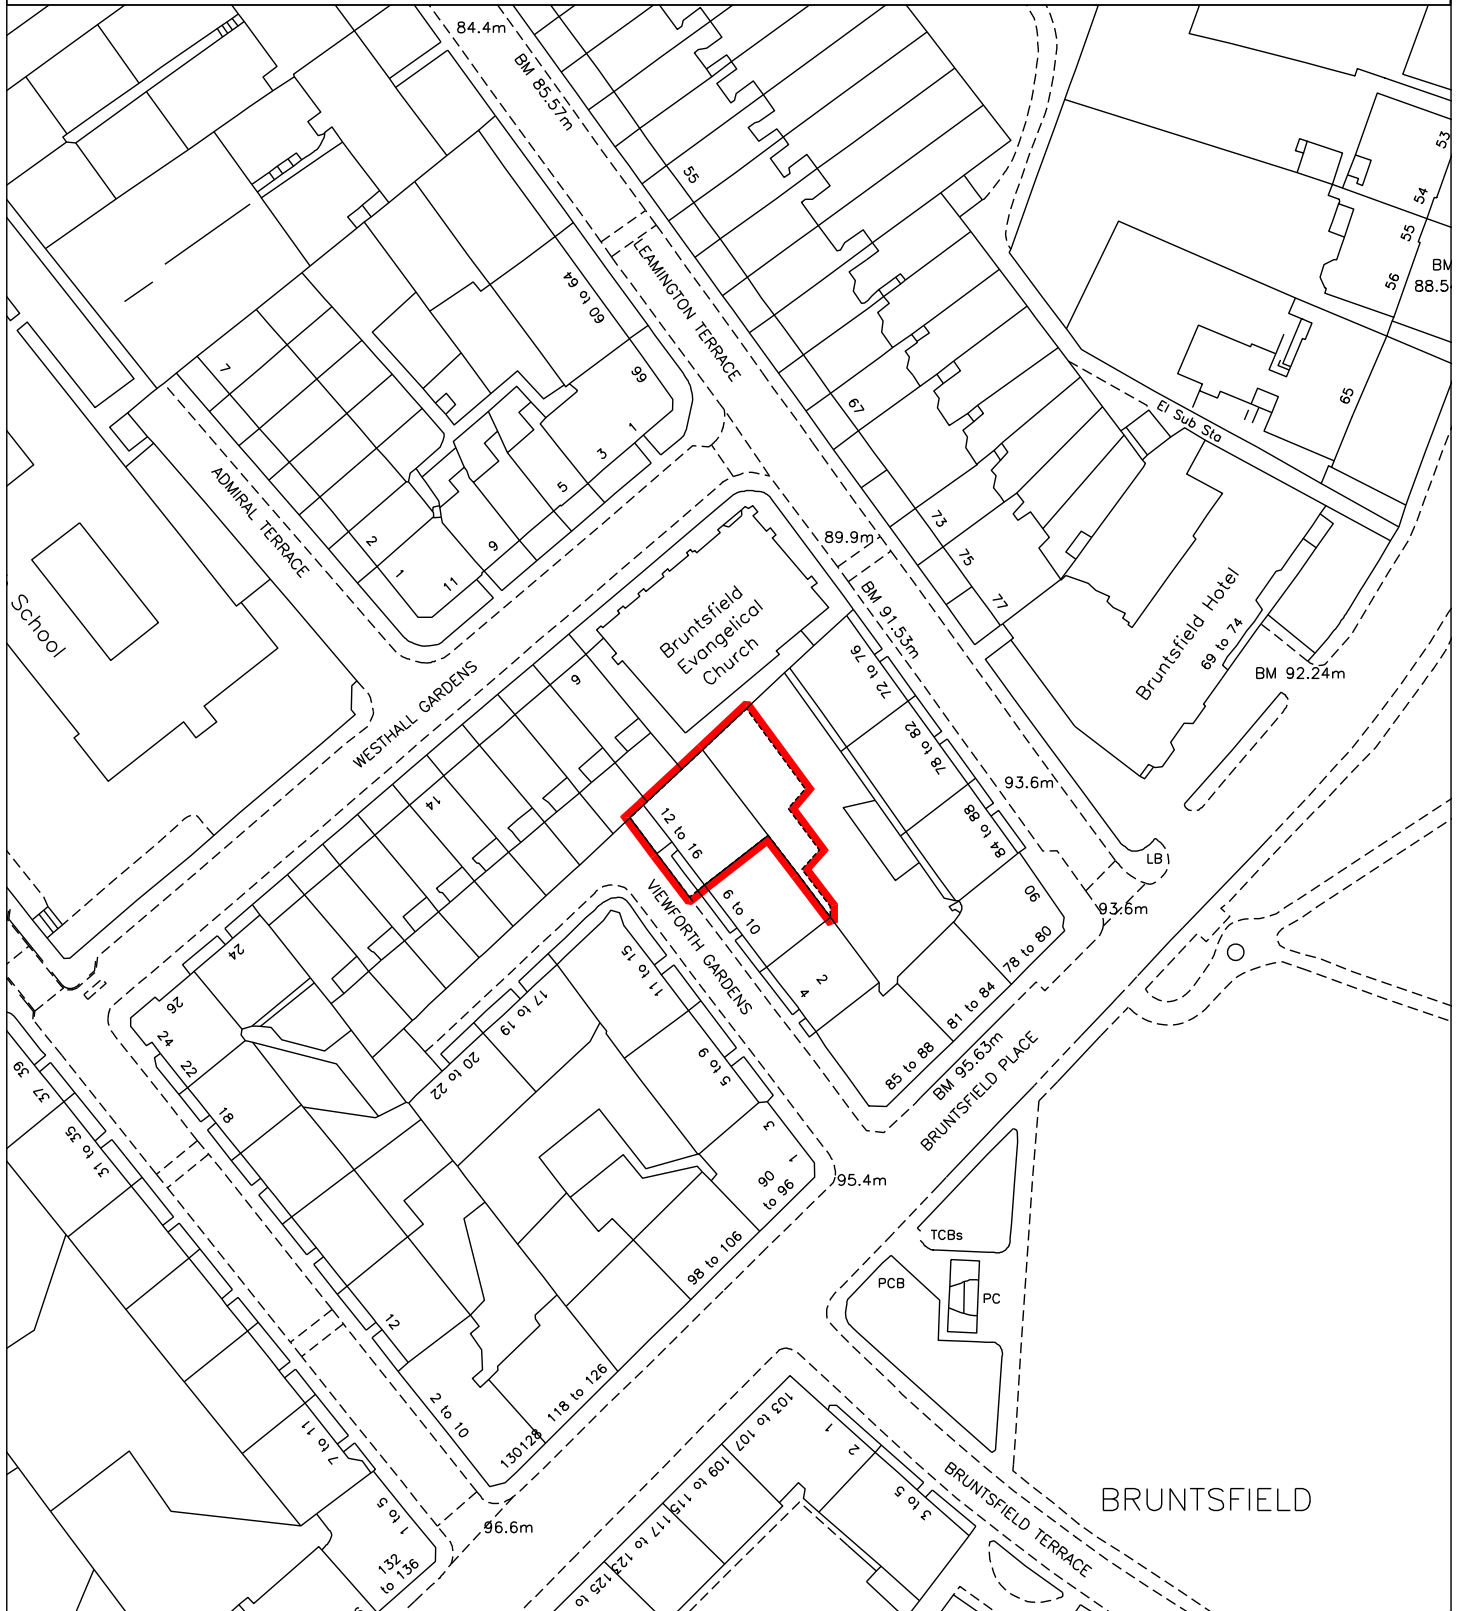 84.4m
BM 85.57m
53
54
55
56
BM
88.5
55
LEAMINGTON TERRACE
60 to 64
7
99
1
3
5
9
11
2
1
ADMIRAL TERRACE
67
65
El Sub Sta
73
75
77
89.9m
BM 91.53m
Bruntsfield Hotel
69 to 74
BM 92.24m
School
Bruntsfield
Evangelical
Church
WESTHALL GARDENS
6
14
24
26
24
22
18
72 to 76
78 to 82
84 to 88
90
93.6m
LB
93.6m
12 to 16
6 to 10
2
4
78 to 80
81 to 84
85 to 88
BM 95.63m
BRUNTSFIELD PLACE
VIEWFORTH GARDENS
11 to 15
17 to 19
20 to 22
5 to 9
3
1
90
to 96
95.4m
98 to 106
118 to 126
130128
12
2 to 10
39
37
31 to 35
7 to 11
1 to 5
132
to 136
96.6m
TCBs
PCB
PC
103 to 107
109 to 115
117 to 123
125 to
1
2
3 to 5
BRUNTSFIELD TERRACE
BRUNTSFIELD